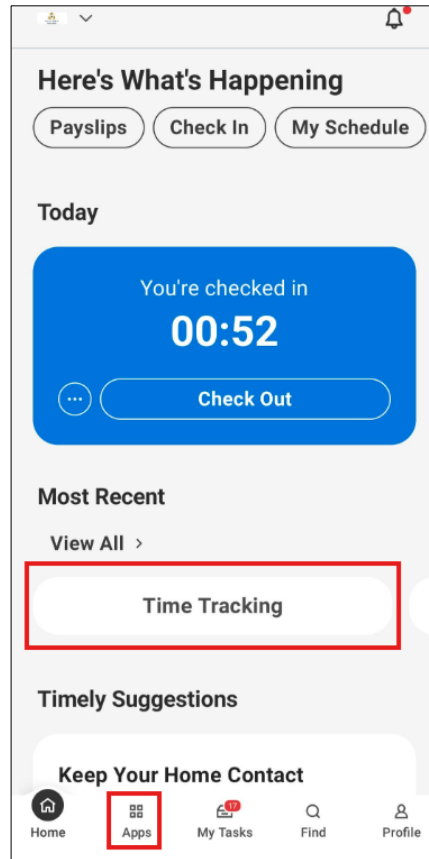 Here's What's Happening
Payslips Check In My Schedule
Today
You're checked in
00:52
Check Out
Most Recent
View All >
Time Tracking
Timely Suggestions
Keep Your Home Contact
17
Home Apps My Tasks Find Profile